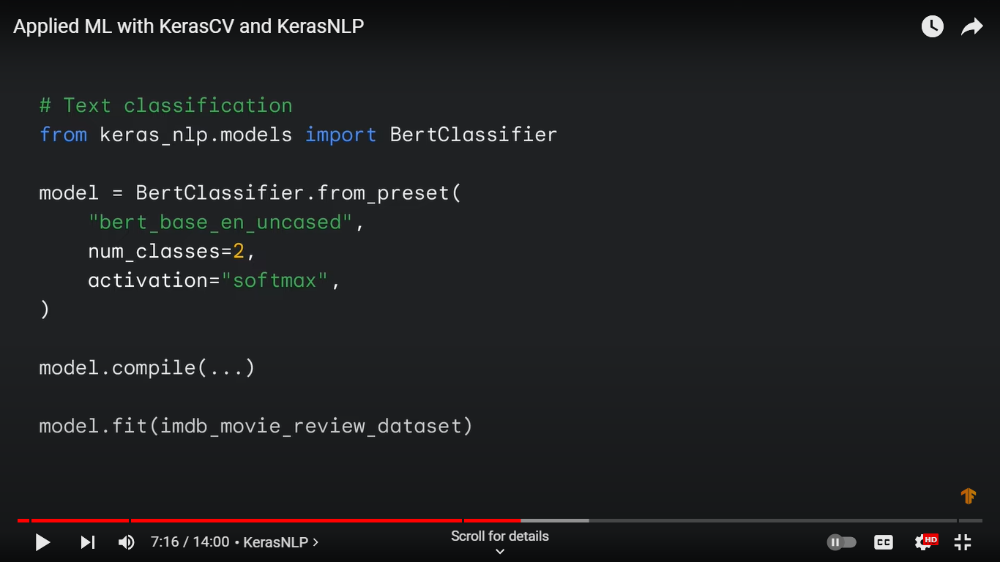 Applied ML with KerasCV and KerasNLP
# Text classification
from keras_nlp.models import BertClassifier
model = BertClassifier.from_preset(
    "bert_base_en_uncased",
    num_classes=2,
    activation="softmax",
)
model.compile(...)
model.fit(imdb_movie_review_dataset)
7:16 / 14:00 • KerasNLP >
Scroll for details
CC
HD